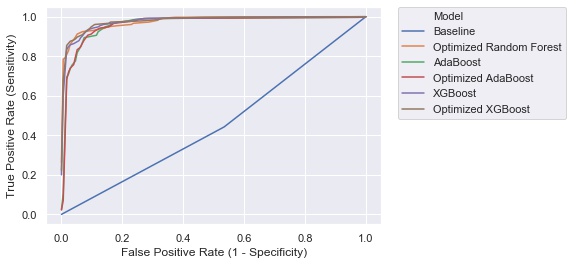 1.0
0.8
0.6
0.4
0.2
0.0
True Positive Rate (Sensitivity)
0.0 0.2 0.4 0.6 0.8 1.0
False Positive Rate (1 - Specificity)
Model
Baseline
Optimized Random Forest
AdaBoost
Optimized AdaBoost
XGBoost
Optimized XGBoost